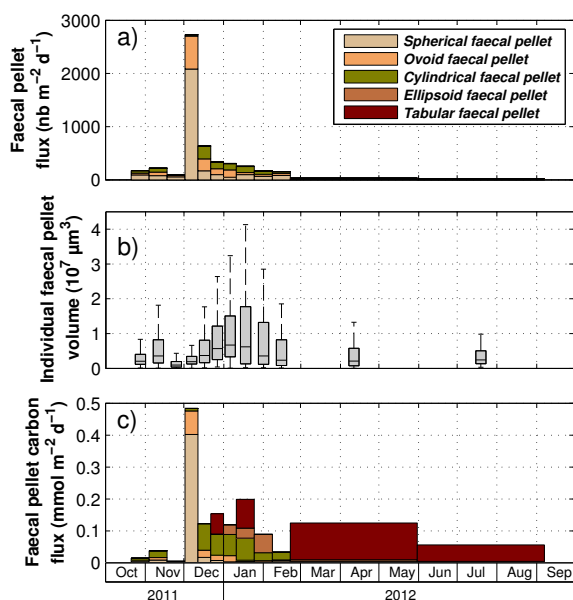 a)
Faecal pellet
flux (nb m-2 d-1)
3000
2000
1000
0
Spherical faecal pellet
Ovoid faecal pellet
Cylindrical faecal pellet
Ellipsoid faecal pellet
Tabular faecal pellet
b)
Individual faecal pellet
volume (10⁷ µm³)
4
3
2
1
0
c)
Faecal pellet carbon
flux (mmol m-2 d-1)
0.5
0.4
0.3
0.2
0.1
0
Oct Nov Dec Jan Feb Mar Apr May Jun Jul Aug Sep
2011 2012